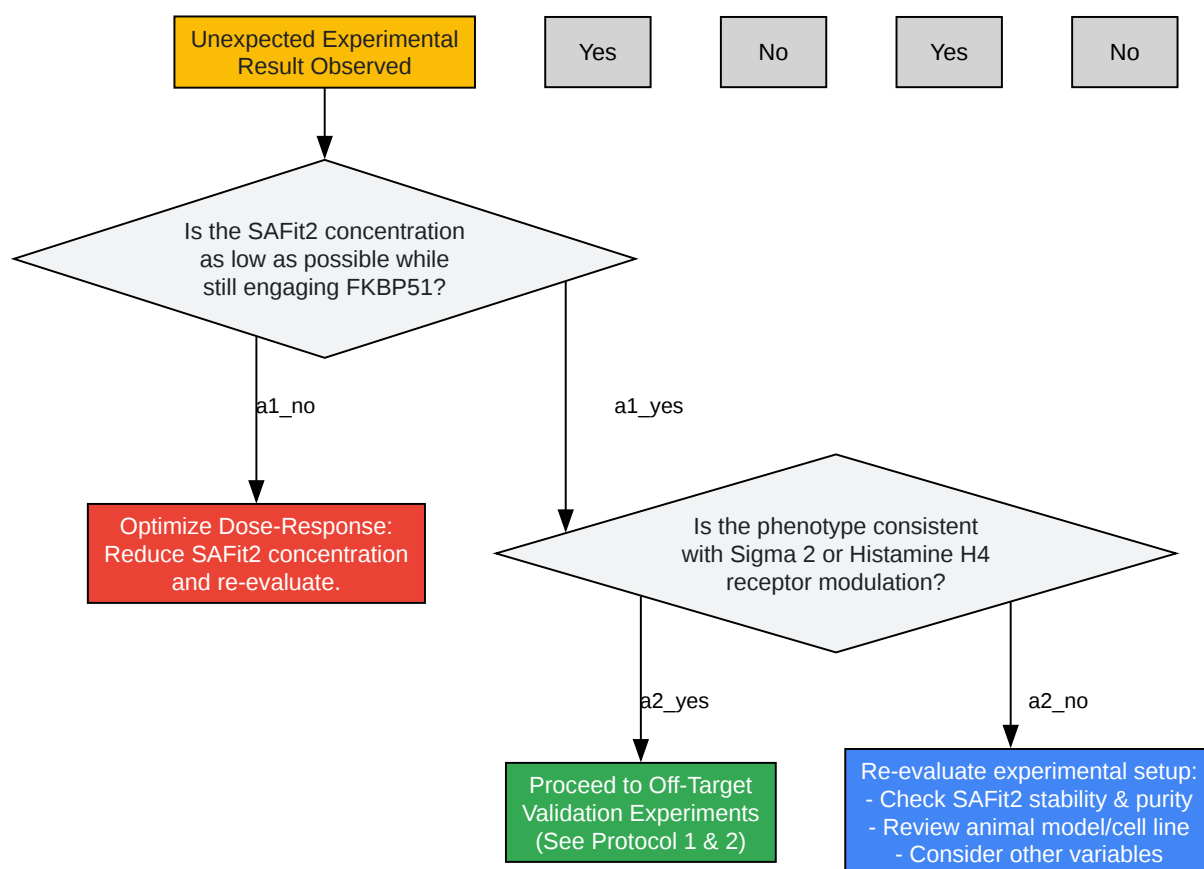 Unexpected Experimental
Result Observed
Yes
No
Yes
No
Is the SAFit2 concentration
as low as possible while
still engaging FKBP51?
a1_no
a1_yes
Optimize Dose-Response:
Reduce SAFit2 concentration
and re-evaluate.
Is the phenotype consistent
with Sigma 2 or Histamine H4
receptor modulation?
a2_yes
a2_no
Proceed to Off-Target
Validation Experiments
(See Protocol 1 & 2)
Re-evaluate experimental setup:
- Check SAFit2 stability & purity
- Review animal model/cell line
- Consider other variables